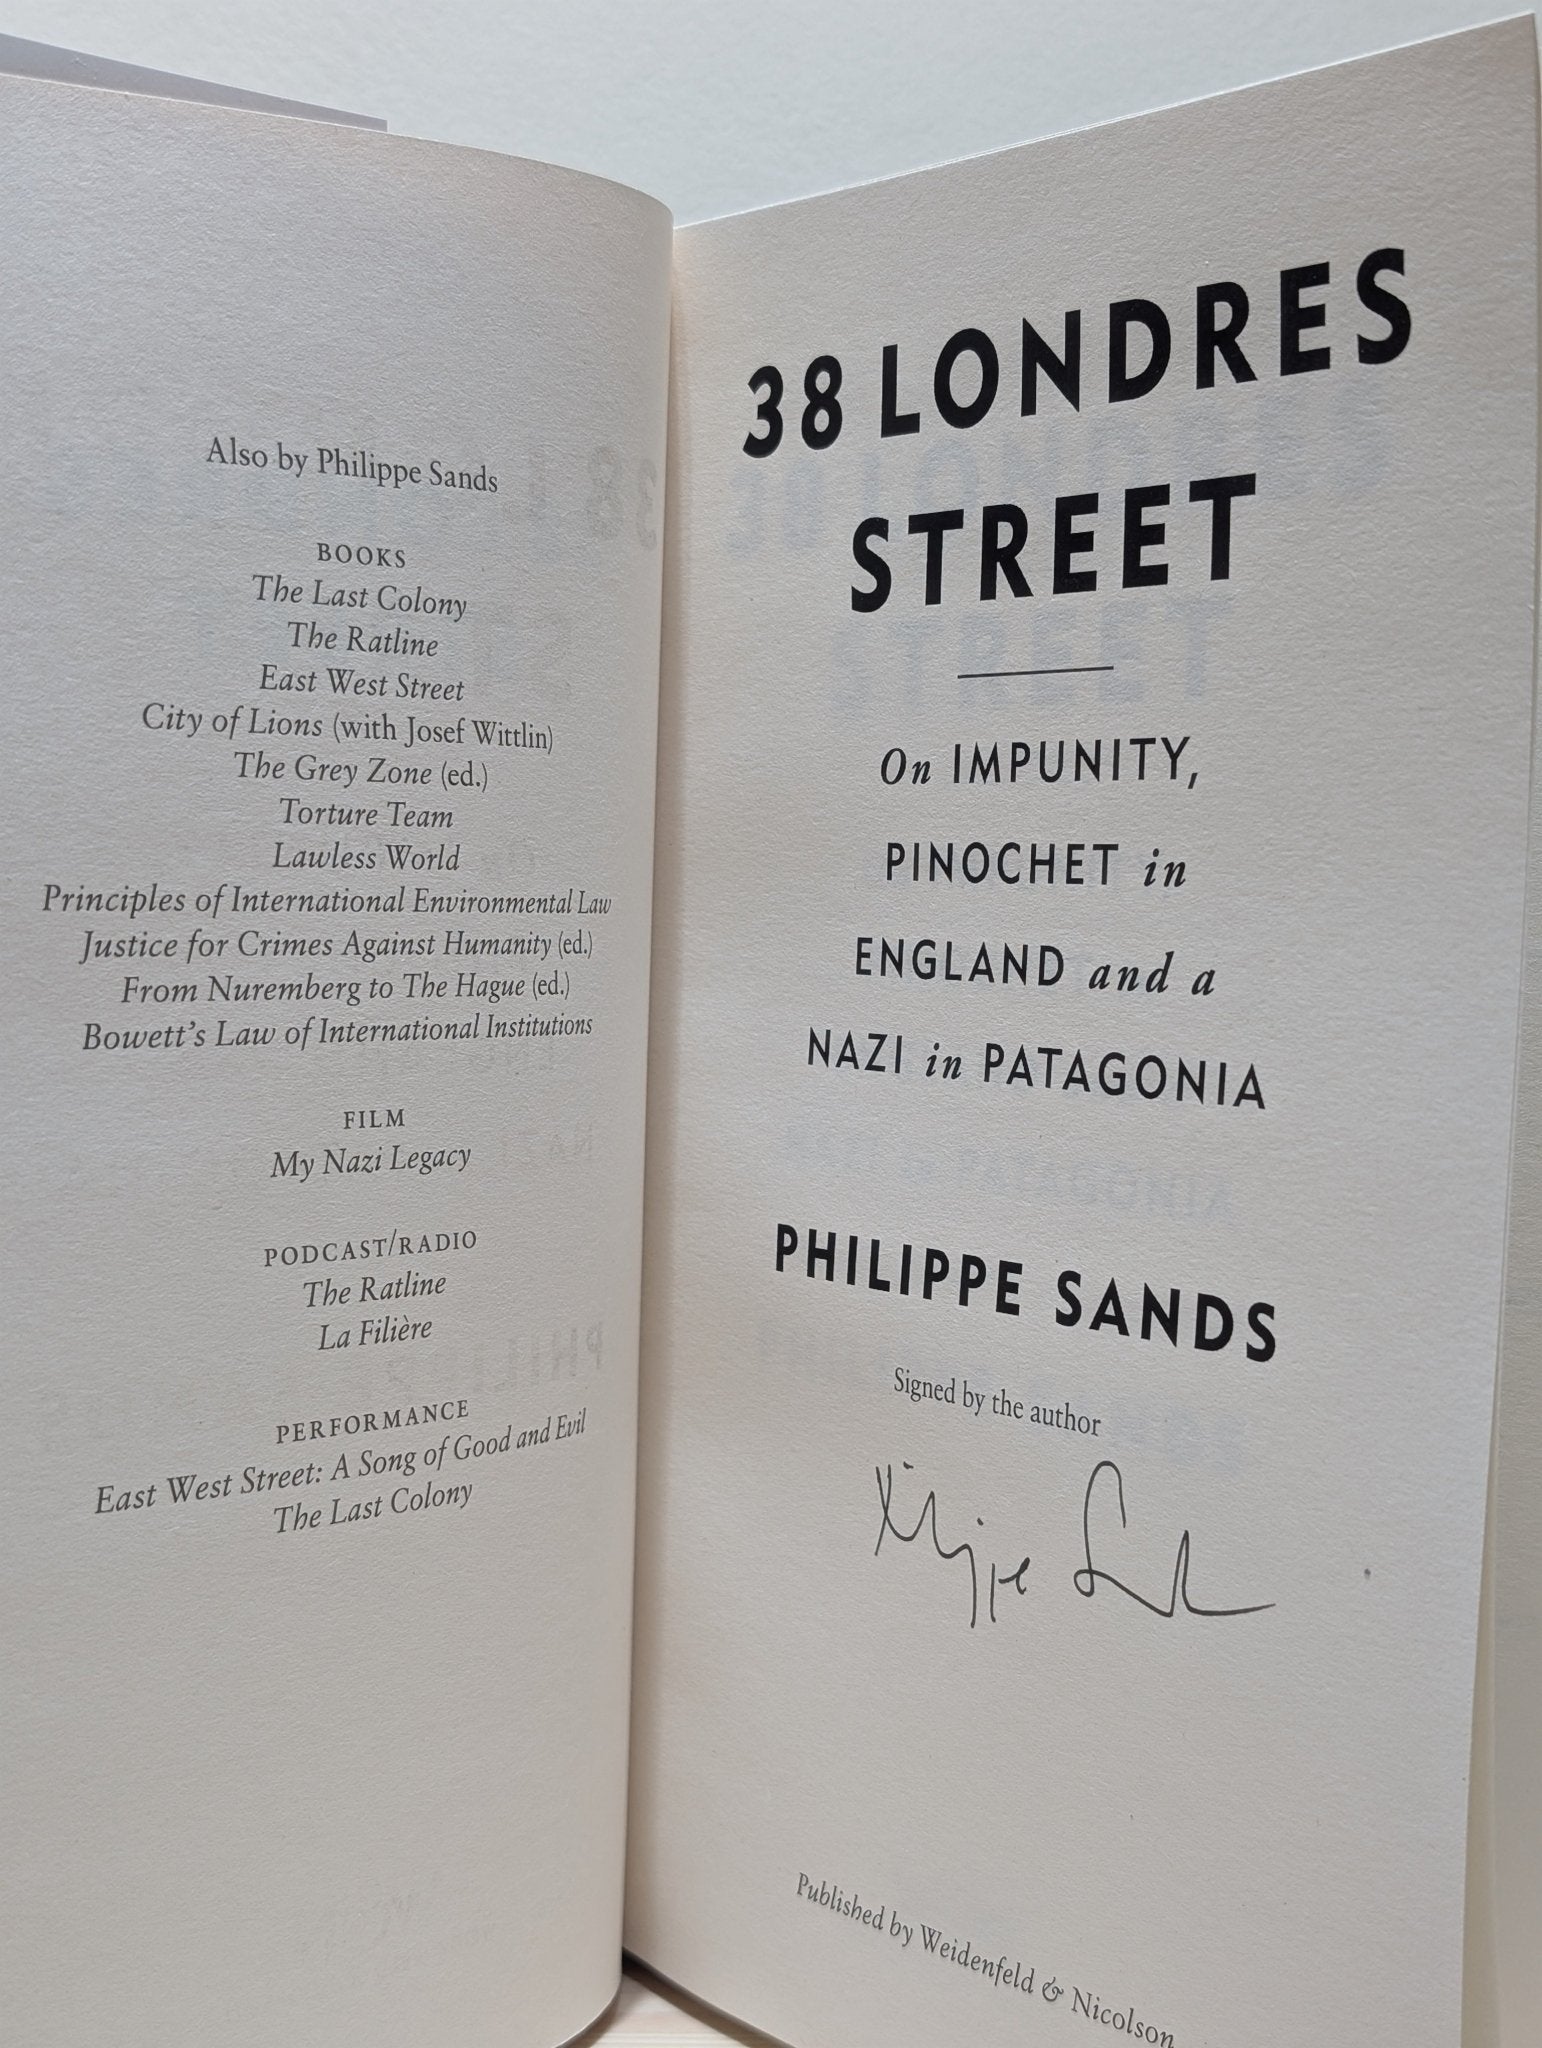 Also by Philippe Sands
BOOKS
The Last Colony
The Ratline
East West Street
City of Lions (with Josef Wittlin)
The Grey Zone (ed.)
Torture Team
Lawless World
Principles of International Environmental Law
Justice for Crimes Against Humanity (ed.)
From Nuremberg to The Hague (ed.)
Bowett's Law of International Institutions
FILM
My Nazi Legacy
PODCAST/RADIO
The Ratline
La Filière
PERFORMANCE
East West Street: A Song of Good and Evil
The Last Colony
38 LONDRES
STREET
On IMPUNITY,
PINOCHET in
ENGLAND and a
NAZI in PATAGONIA
PHILIPPE SANDS
Signed by the author
Philippe Sands
Published by Weidenfeld & Nicolson